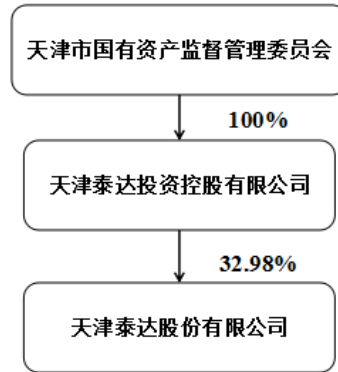 天津市国有资产监督管理委员会
100%
天津泰达投资控股有限公司
32.98%
天津泰达股份有限公司